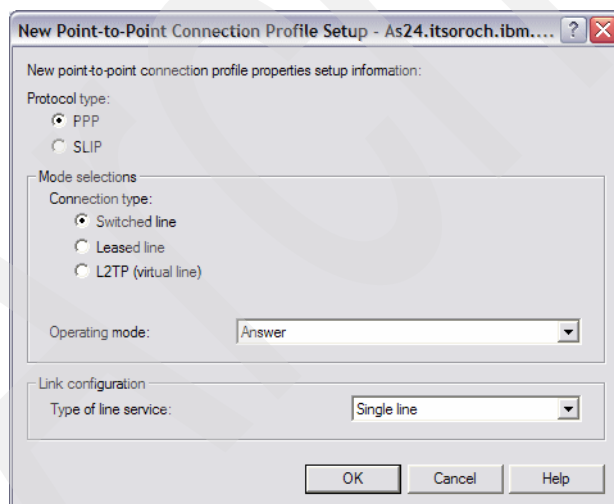 New Point-to-Point Connection Profile Setup - As24.itsoroch.ibm....
New point-to-point connection profile properties setup information:
Protocol type:
PPP
SLIP
Mode selections
Connection type:
Switched line
Leased line
L2TP (virtual line)
Operating mode: Answer
Link configuration
Type of line service: Single line
OK Cancel Help